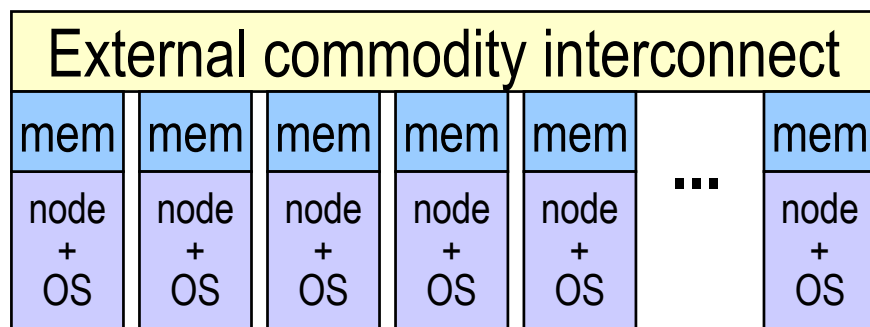 External commodity interconnect
mem mem mem mem mem ... mem
node node node node node node
+ + + + + +
OS OS OS OS OS OS